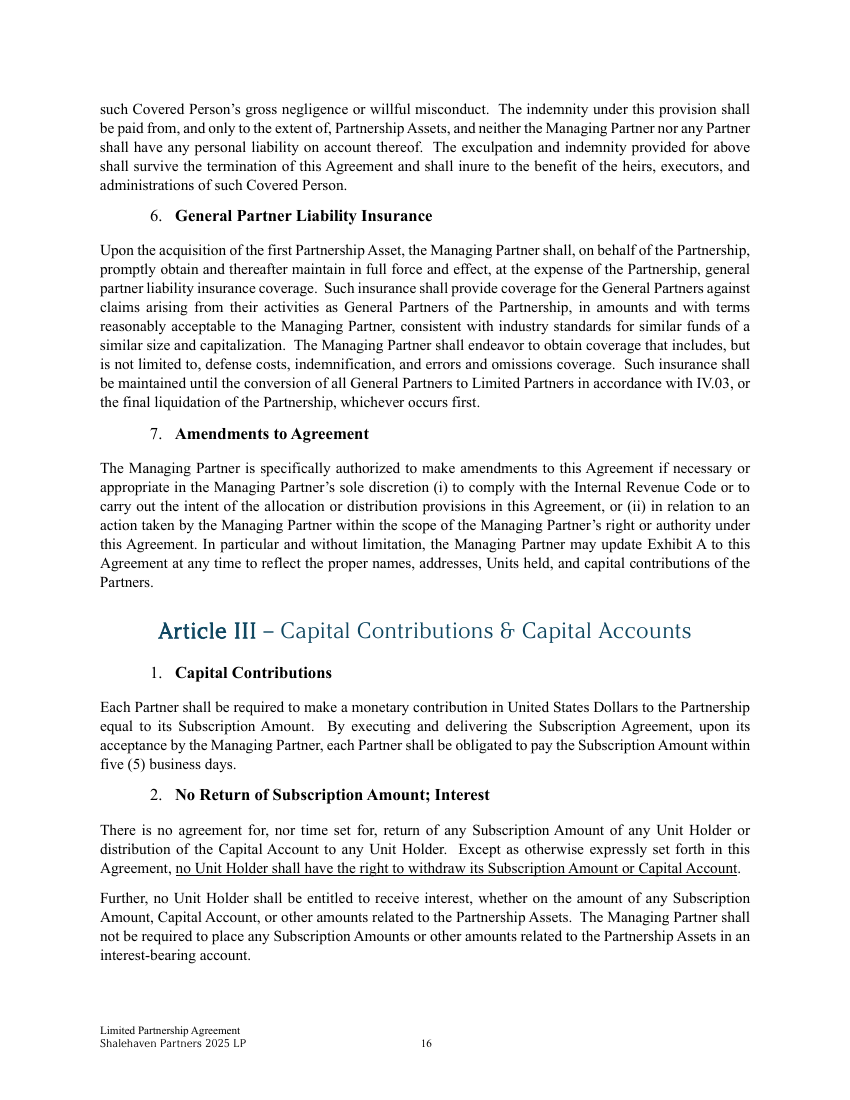 such Covered Person’s gross negligence or willful misconduct.  The indemnity under this provision shall
be paid from, and only to the extent of, Partnership Assets, and neither the Managing Partner nor any Partner
shall have any personal liability on account thereof.  The exculpation and indemnity provided for above
shall survive the termination of this Agreement and shall inure to the benefit of the heirs, executors, and
administrations of such Covered Person.
6. General Partner Liability Insurance
Upon the acquisition of the first Partnership Asset, the Managing Partner shall, on behalf of the Partnership,
promptly obtain and thereafter maintain in full force and effect, at the expense of the Partnership, general
partner liability insurance coverage.  Such insurance shall provide coverage for the General Partners against
claims arising from their activities as General Partners of the Partnership, in amounts and with terms
reasonably acceptable to the Managing Partner, consistent with industry standards for similar funds of a
similar size and capitalization.  The Managing Partner shall endeavor to obtain coverage that includes, but
is not limited to, defense costs, indemnification, and errors and omissions coverage.  Such insurance shall
be maintained until the conversion of all General Partners to Limited Partners in accordance with IV.03, or
the final liquidation of the Partnership, whichever occurs first.
7. Amendments to Agreement
The Managing Partner is specifically authorized to make amendments to this Agreement if necessary or
appropriate in the Managing Partner’s sole discretion (i) to comply with the Internal Revenue Code or to
carry out the intent of the allocation or distribution provisions in this Agreement, or (ii) in relation to an
action taken by the Managing Partner within the scope of the Managing Partner’s right or authority under
this Agreement. In particular and without limitation, the Managing Partner may update Exhibit A to this
Agreement at any time to reflect the proper names, addresses, Units held, and capital contributions of the
Partners.
Article III – Capital Contributions & Capital Accounts
1. Capital Contributions
Each Partner shall be required to make a monetary contribution in United States Dollars to the Partnership
equal to its Subscription Amount.  By executing and delivering the Subscription Agreement, upon its
acceptance by the Managing Partner, each Partner shall be obligated to pay the Subscription Amount within
five (5) business days.
2. No Return of Subscription Amount; Interest
There is no agreement for, nor time set for, return of any Subscription Amount of any Unit Holder or
distribution of the Capital Account to any Unit Holder.  Except as otherwise expressly set forth in this
Agreement, no Unit Holder shall have the right to withdraw its Subscription Amount or Capital Account.
Further, no Unit Holder shall be entitled to receive interest, whether on the amount of any Subscription
Amount, Capital Account, or other amounts related to the Partnership Assets.  The Managing Partner shall
not be required to place any Subscription Amounts or other amounts related to the Partnership Assets in an
interest-bearing account.
Limited Partnership Agreement
Shalehaven Partners 2025 LP 16